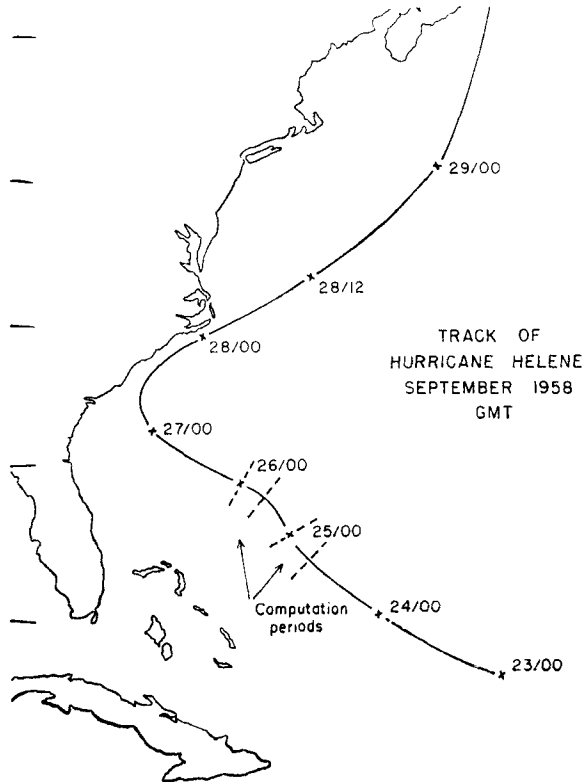 29/00
28/12
28/00
TRACK OF
HURRICANE HELENE
SEPTEMBER 1958
GMT
27/00
26/00
25/00
24/00
Computation
periods
23/00